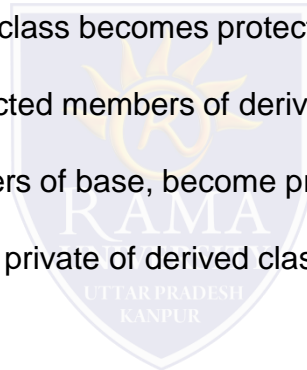 class becomes protect
cted members of deriv
ers of base, become pr
private of derived clas
RAMA
UNIVERSITY
UTTAR PRADESH
KANPUR